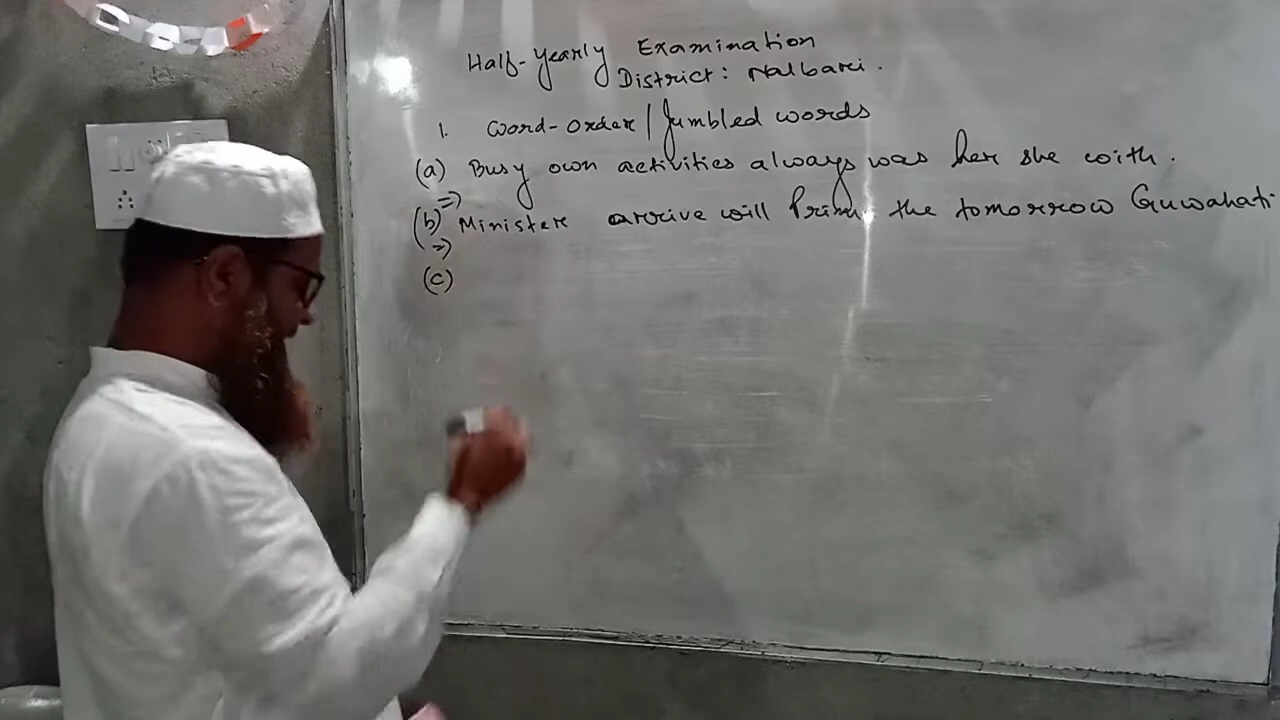 Half-Yearly Examination
District: Nalbari.
1. Word-Order/Jumbled words
(a) Busy own activities always was her she with.
=>
(b) Minister arrive will Prime the tomorrow Guwahati.
=>
(c)